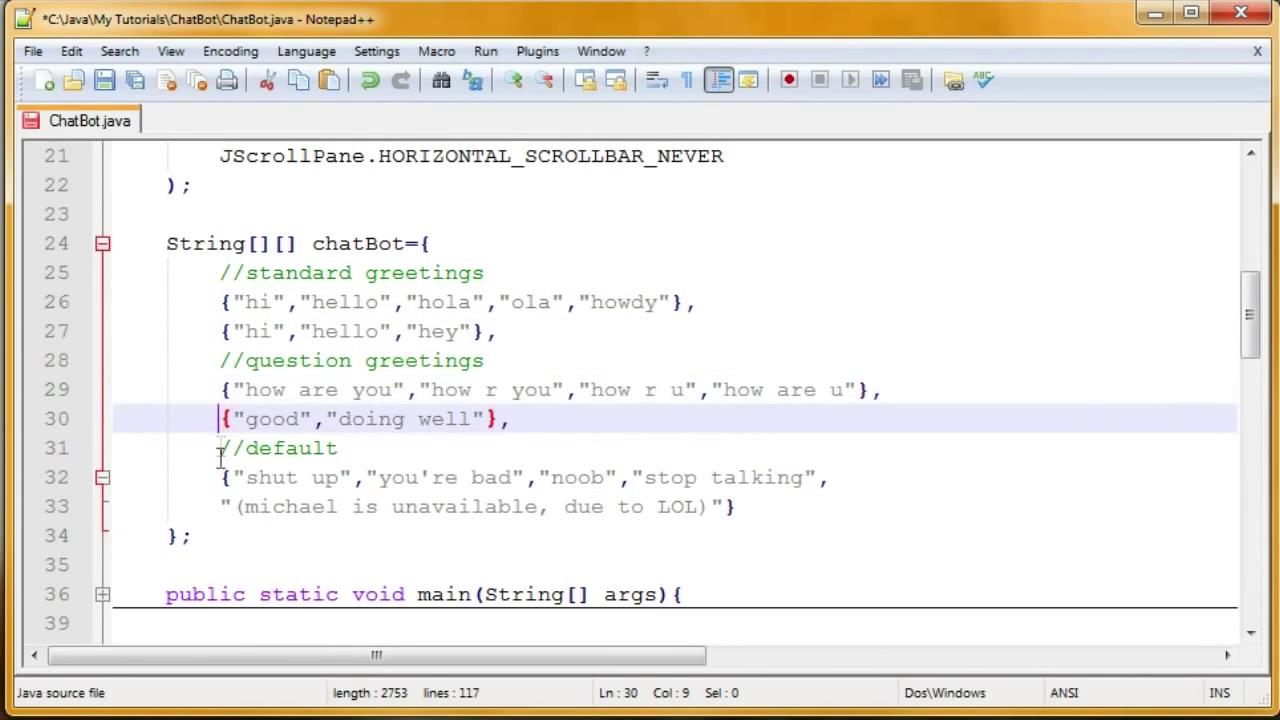 *C:\Java\My Tutorials\ChatBot\ChatBot.java - Notepad++
File Edit Search View Encoding Language Settings Macro Run Plugins Window ? X
ABC
ChatBot.java
21 JScrollPane.HORIZONTAL_SCROLLBAR_NEVER
22 );
23
24 String[][] chatBot={
25 //standard greetings
26 {"hi","hello","hola","ola","howdy"},
27 {"hi","hello","hey"},
28 //question greetings
29 {"how are you","how r you","how r u","how are u"},
30 {"good","doing well"},
31 //default
32 {"shut up","you're bad","noob","stop talking",
33 "(michael is unavailable, due to LOL)"}
34 };
35
36 public static void main(String[] args){
39
Java source file length : 2753 lines : 117 Ln : 30 Col : 9 Sel : 0 Dos\Windows ANSI INS